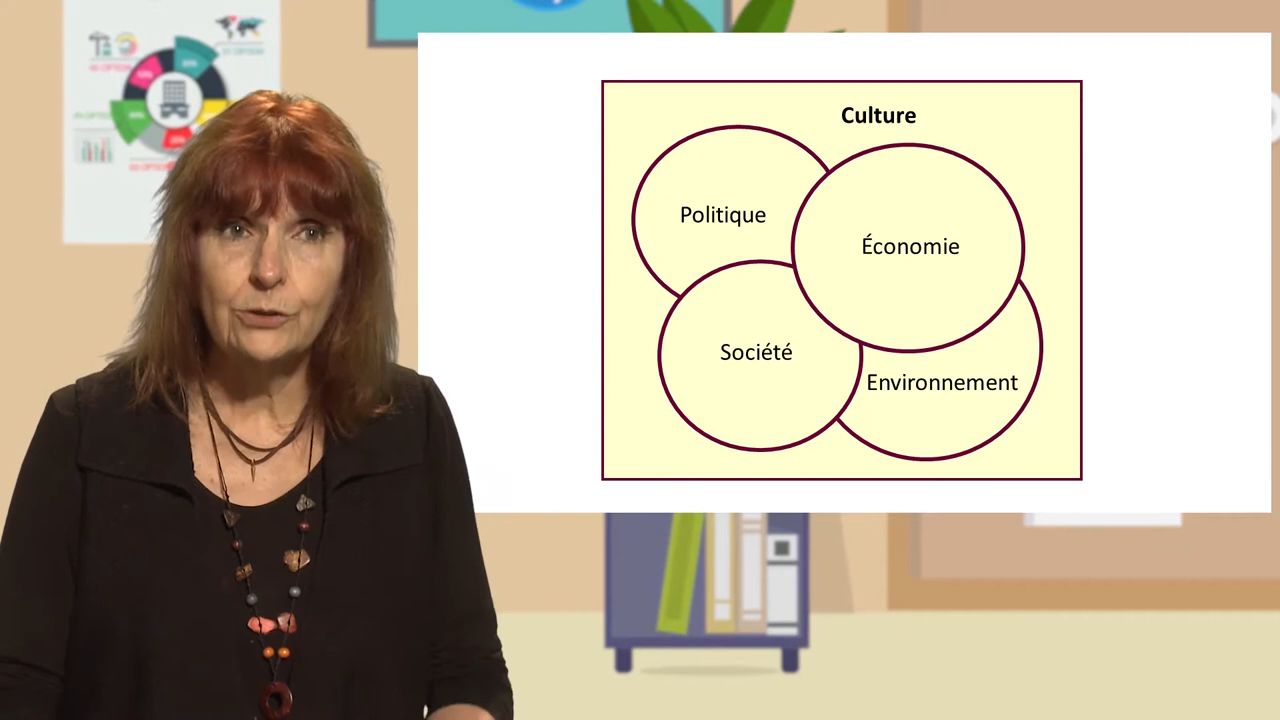 Culture
Politique
Économie
Société
Environnement